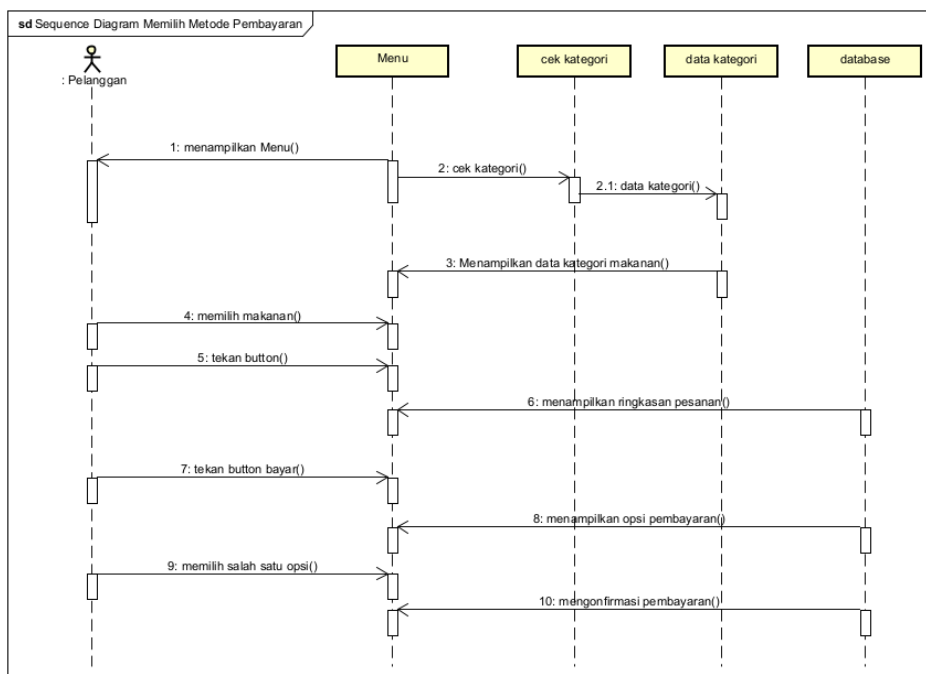 sd Sequence Diagram Memilih Metode Pembayaran
: Pelanggan
Menu
cek kategori
data kategori
database
1: menampilkan Menu()
2: cek kategori()
2.1: data kategori()
3: Menampilkan data kategori makanan()
4: memilih makanan()
5: tekan button()
6: menampilkan ringkasan pesanan()
7: tekan button bayar()
8: menampilkan opsi pembayaran()
9: memilih salah satu opsi()
10: mengonfirmasi pembayaran()